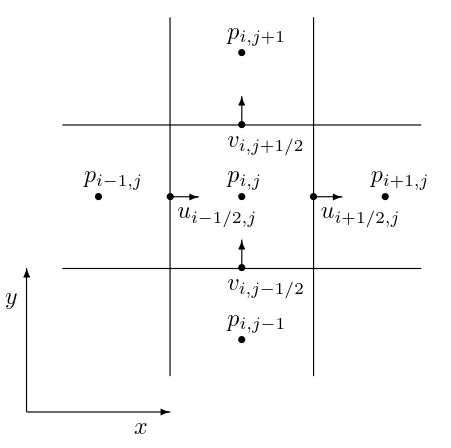 p_{i,j+1}
v_{i,j+1/2}
p_{i-1,j} p_{i,j} p_{i+1,j}
u_{i-1/2,j} u_{i+1/2,j}
v_{i,j-1/2}
y
p_{i,j-1}
x